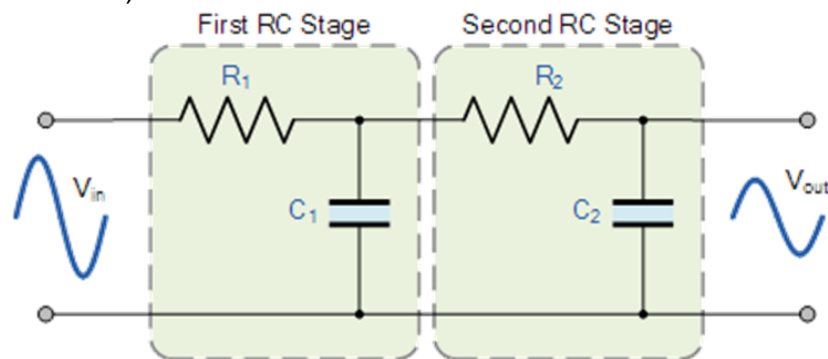 First RC Stage
Second RC Stage
R₁
R₂
Vin
C₁
C₂
Vout